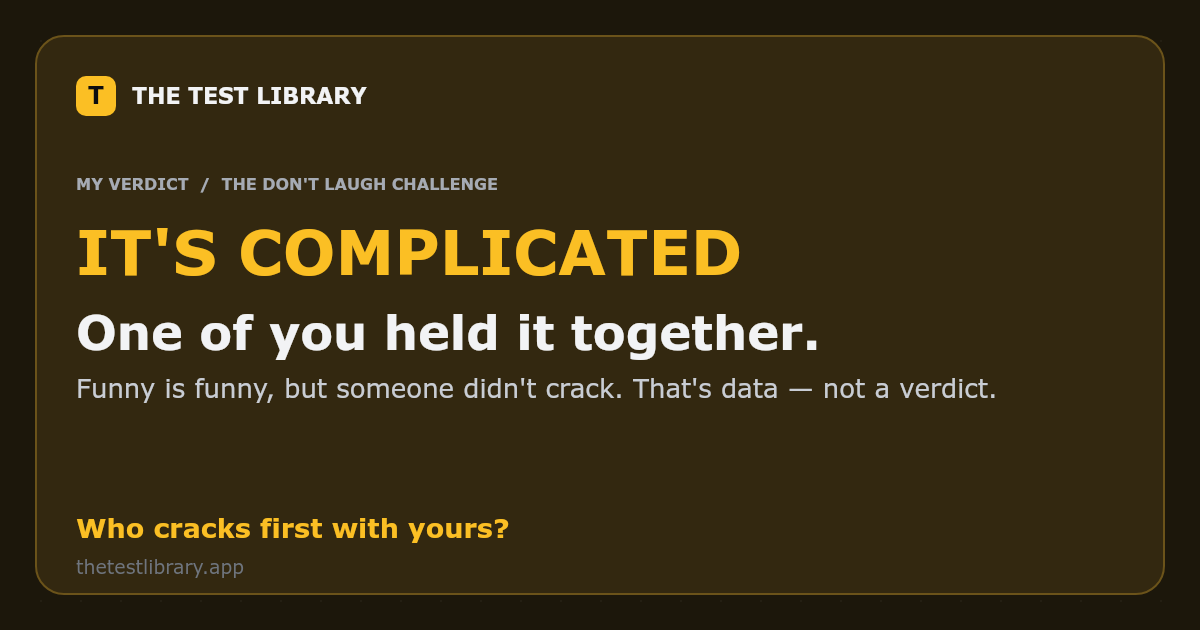 T THE TEST LIBRARY
MY VERDICT / THE DON'T LAUGH CHALLENGE
IT'S COMPLICATED
One of you held it together.
Funny is funny, but someone didn't crack. That's data — not a verdict.
Who cracks first with yours?
thetestlibrary.app